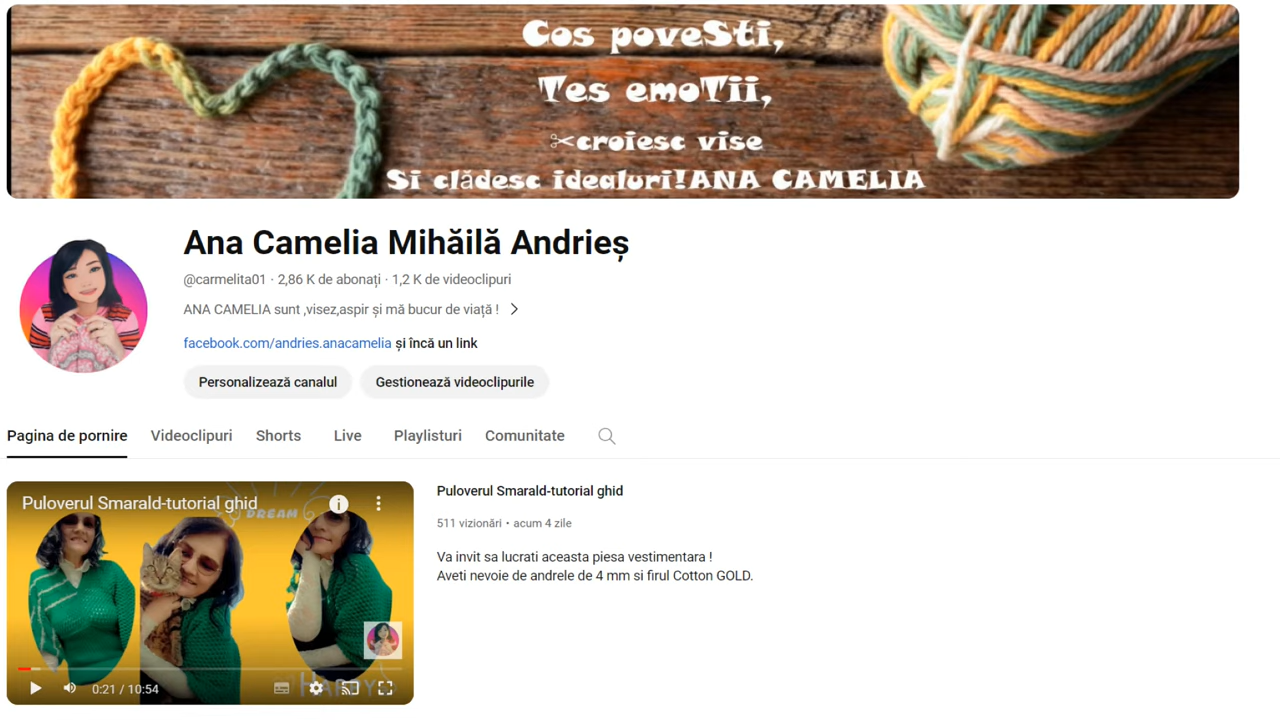 Cos poveSti,
Tes emoTii,
✂croiesc vise
Si clădesc idealuri!ANA CAMELIA
Ana Camelia Mihăilă Andrieș
@carmelita01 · 2,86 K de abonați · 1,2 K de videoclipuri
ANA CAMELIA sunt ,visez,aspir și mă bucur de viață ! >
facebook.com/andries.anacamelia și încă un link
Personalizează canalul Gestionează videoclipurile
Pagina de pornire Videoclipuri Shorts Live Playlisturi Comunitate
Puloverul Smarald-tutorial ghid
DREAM
HAPPY
0:21 / 10:54
Puloverul Smarald-tutorial ghid
511 vizionări • acum 4 zile
Va invit sa lucrati aceasta piesa vestimentara !
Aveti nevoie de andrele de 4 mm si firul Cotton GOLD.